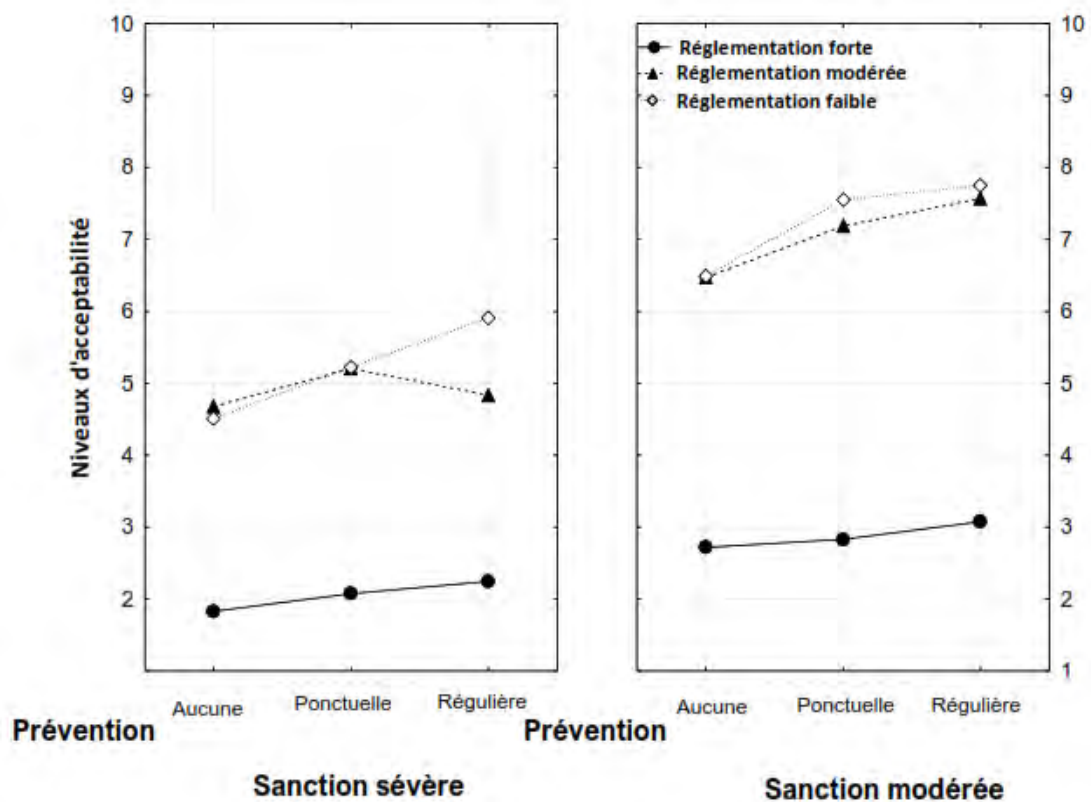 Niveaux d'acceptabilité
10
9
8
7
6
5
4
3
2
Aucune Ponctuelle Régulière
Prévention
Sanction sévère
Réglementation forte
Réglementation modérée
Réglementation faible
10
9
8
7
6
5
4
3
2
1
Aucune Ponctuelle Régulière
Prévention
Sanction modérée